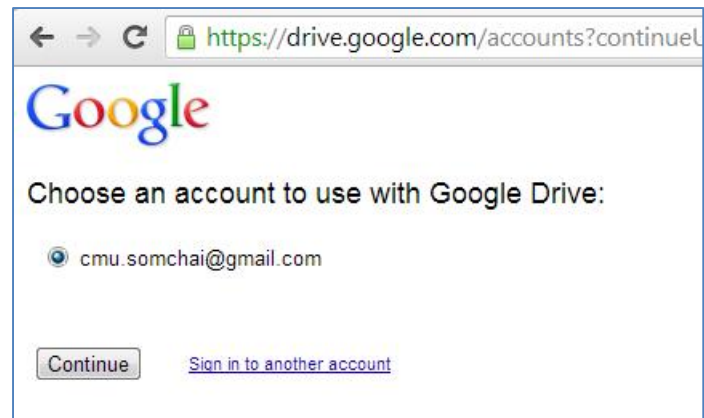 https://drive.google.com/accounts?continueU
Google
Choose an account to use with Google Drive:
cmu.somchai@gmail.com
Continue Sign in to another account